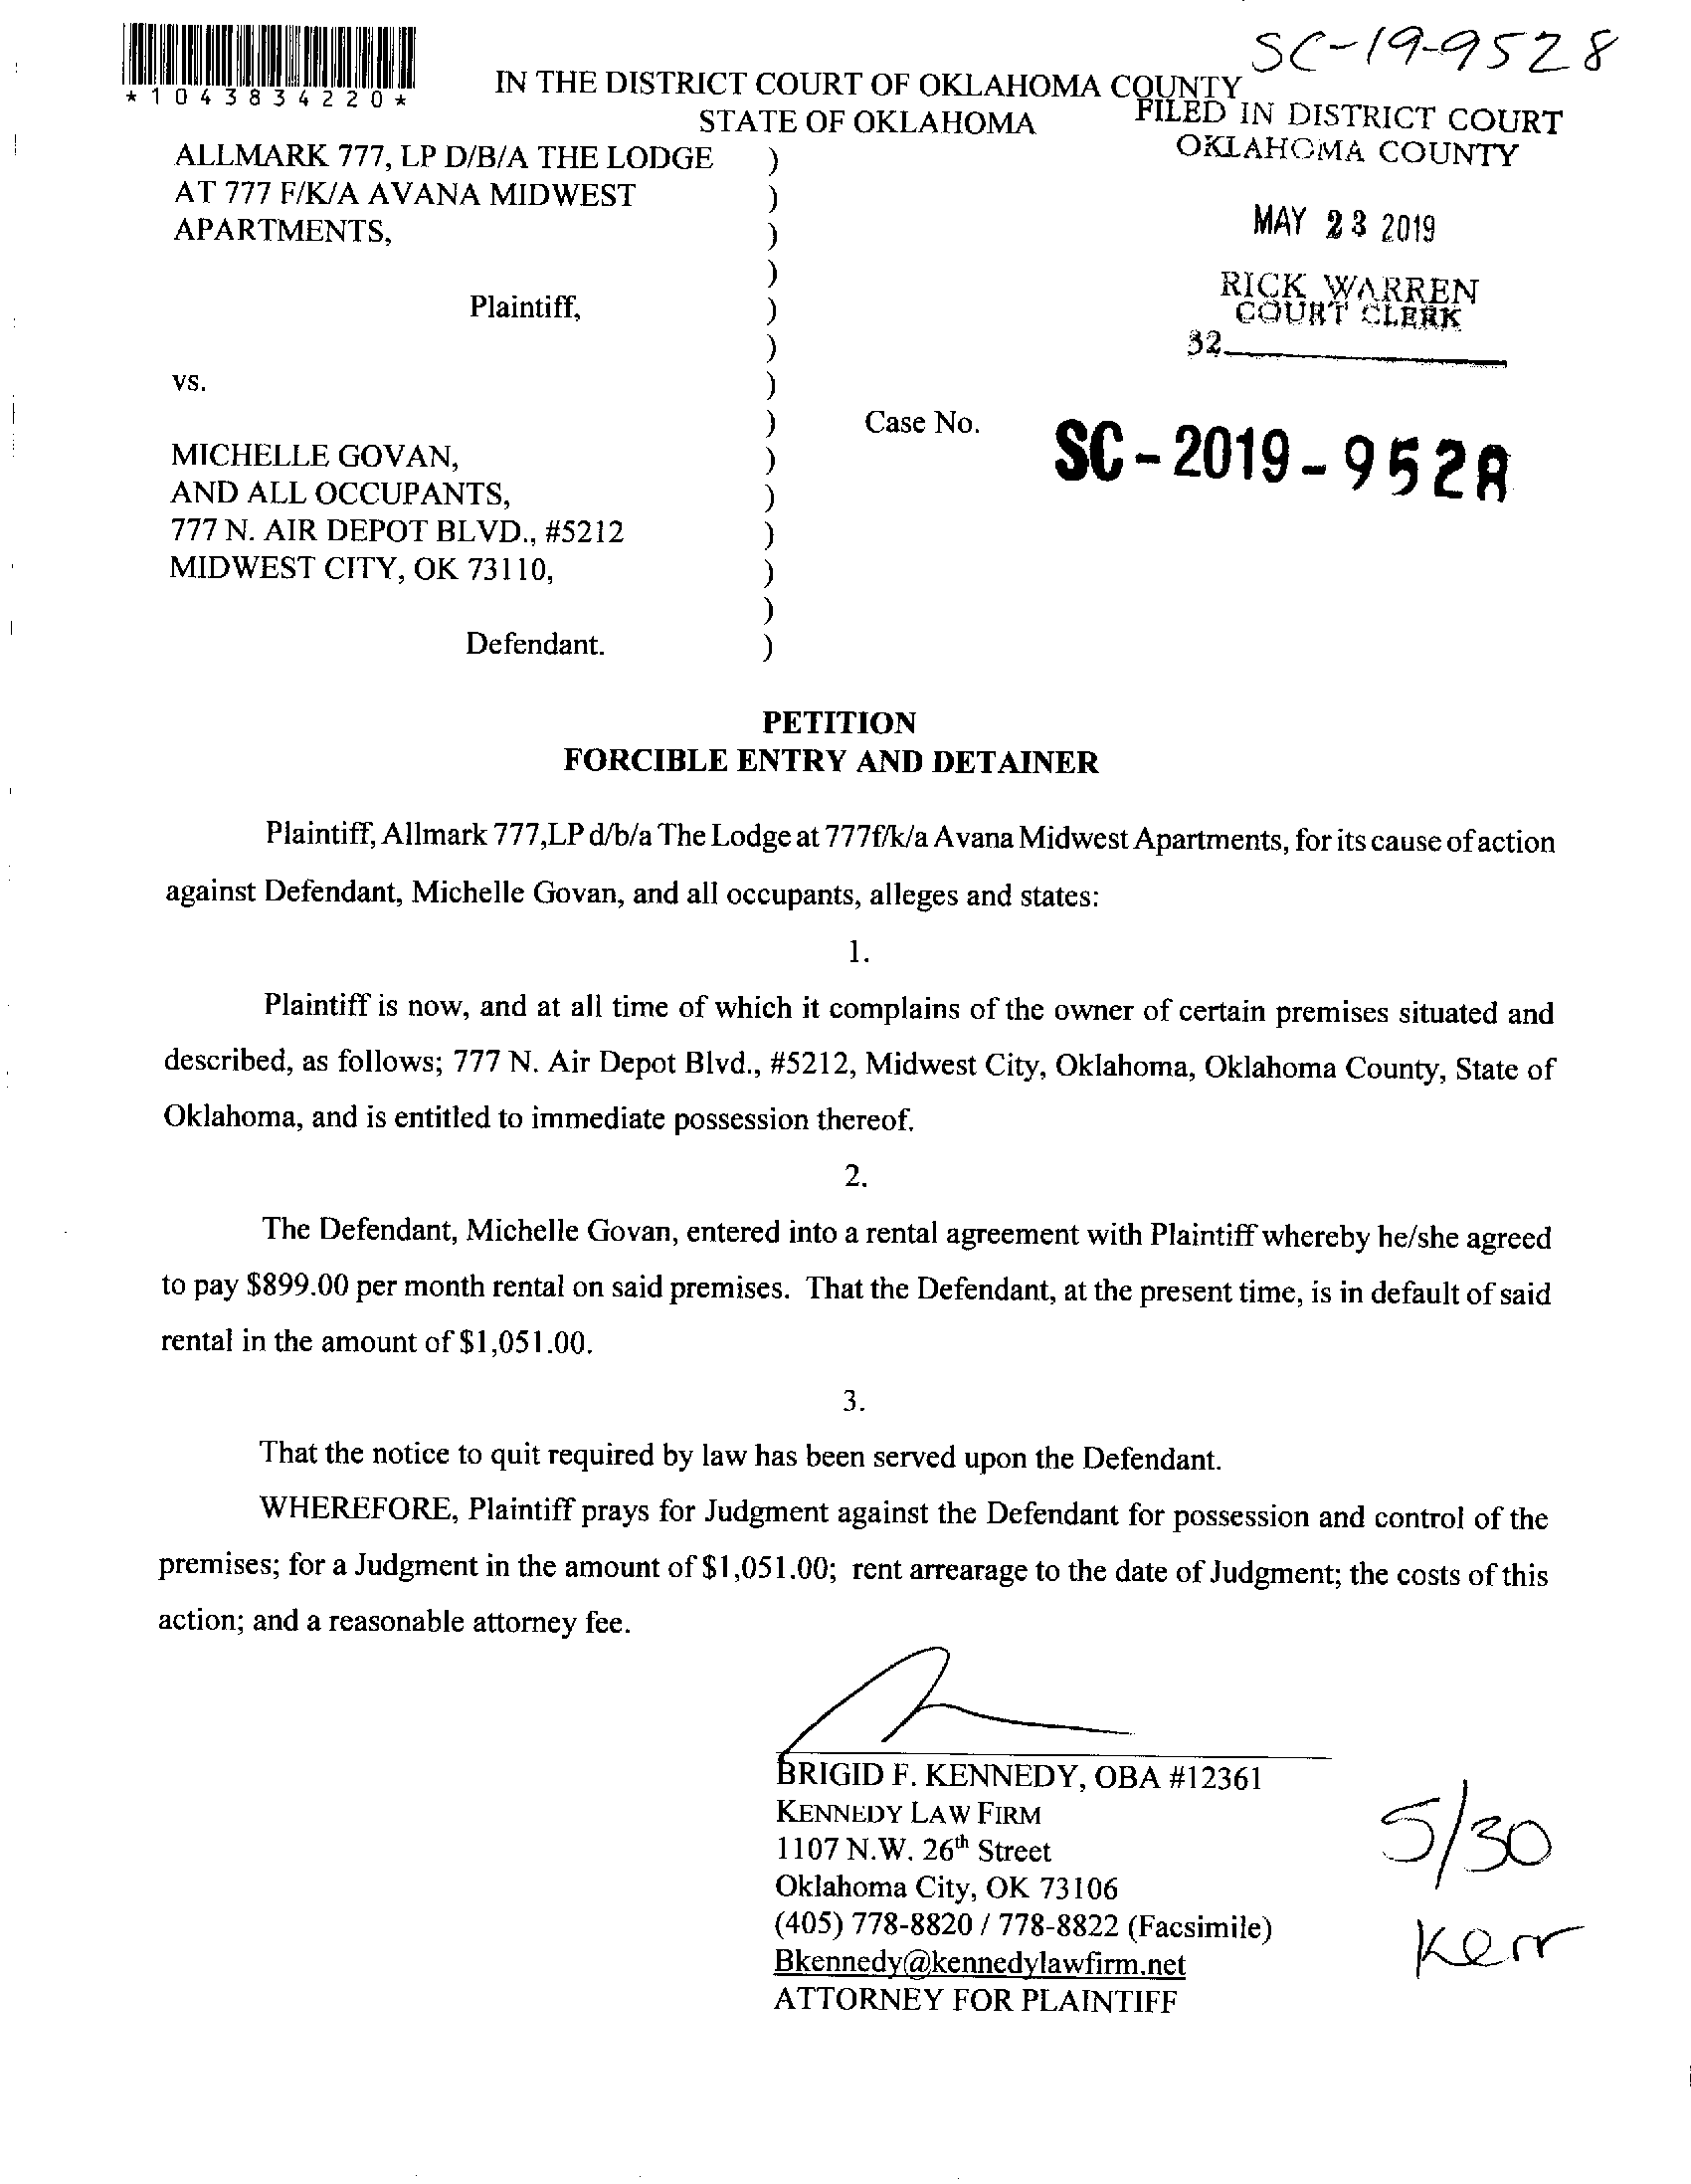 SC-19-9528
*1043834220*
IN THE DISTRICT COURT OF OKLAHOMA COUNTY
STATE OF OKLAHOMA
FILED IN DISTRICT COURT
OKLAHOMA COUNTY
MAY 23 2019
RICK WARREN
COURT CLERK
32
ALLMARK 777, LP D/B/A THE LODGE )
AT 777 F/K/A AVANA MIDWEST )
APARTMENTS, )
)
Plaintiff, )
)
vs. )
) Case No. SC-2019-9528
MICHELLE GOVAN, )
AND ALL OCCUPANTS, )
777 N. AIR DEPOT BLVD., #5212 )
MIDWEST CITY, OK 73110, )
)
Defendant. )
PETITION
FORCIBLE ENTRY AND DETAINER
Plaintiff, Allmark 777,LP d/b/a The Lodge at 777f/k/a Avana Midwest Apartments, for its cause of action
against Defendant, Michelle Govan, and all occupants, alleges and states:
1.
Plaintiff is now, and at all time of which it complains of the owner of certain premises situated and
described, as follows; 777 N. Air Depot Blvd., #5212, Midwest City, Oklahoma, Oklahoma County, State of
Oklahoma, and is entitled to immediate possession thereof.
2.
The Defendant, Michelle Govan, entered into a rental agreement with Plaintiff whereby he/she agreed
to pay $899.00 per month rental on said premises. That the Defendant, at the present time, is in default of said
rental in the amount of $1,051.00.
3.
That the notice to quit required by law has been served upon the Defendant.
WHEREFORE, Plaintiff prays for Judgment against the Defendant for possession and control of the
premises; for a Judgment in the amount of $1,051.00; rent arrearage to the date of Judgment; the costs of this
action; and a reasonable attorney fee.
BRIGID F. KENNEDY, OBA #12361
KENNEDY LAW FIRM
1107 N.W. 26th Street
Oklahoma City, OK 73106
(405) 778-8820 / 778-8822 (Facsimile)
Bkennedy@kennedylawfirm.net
ATTORNEY FOR PLAINTIFF
5/30
Kerr